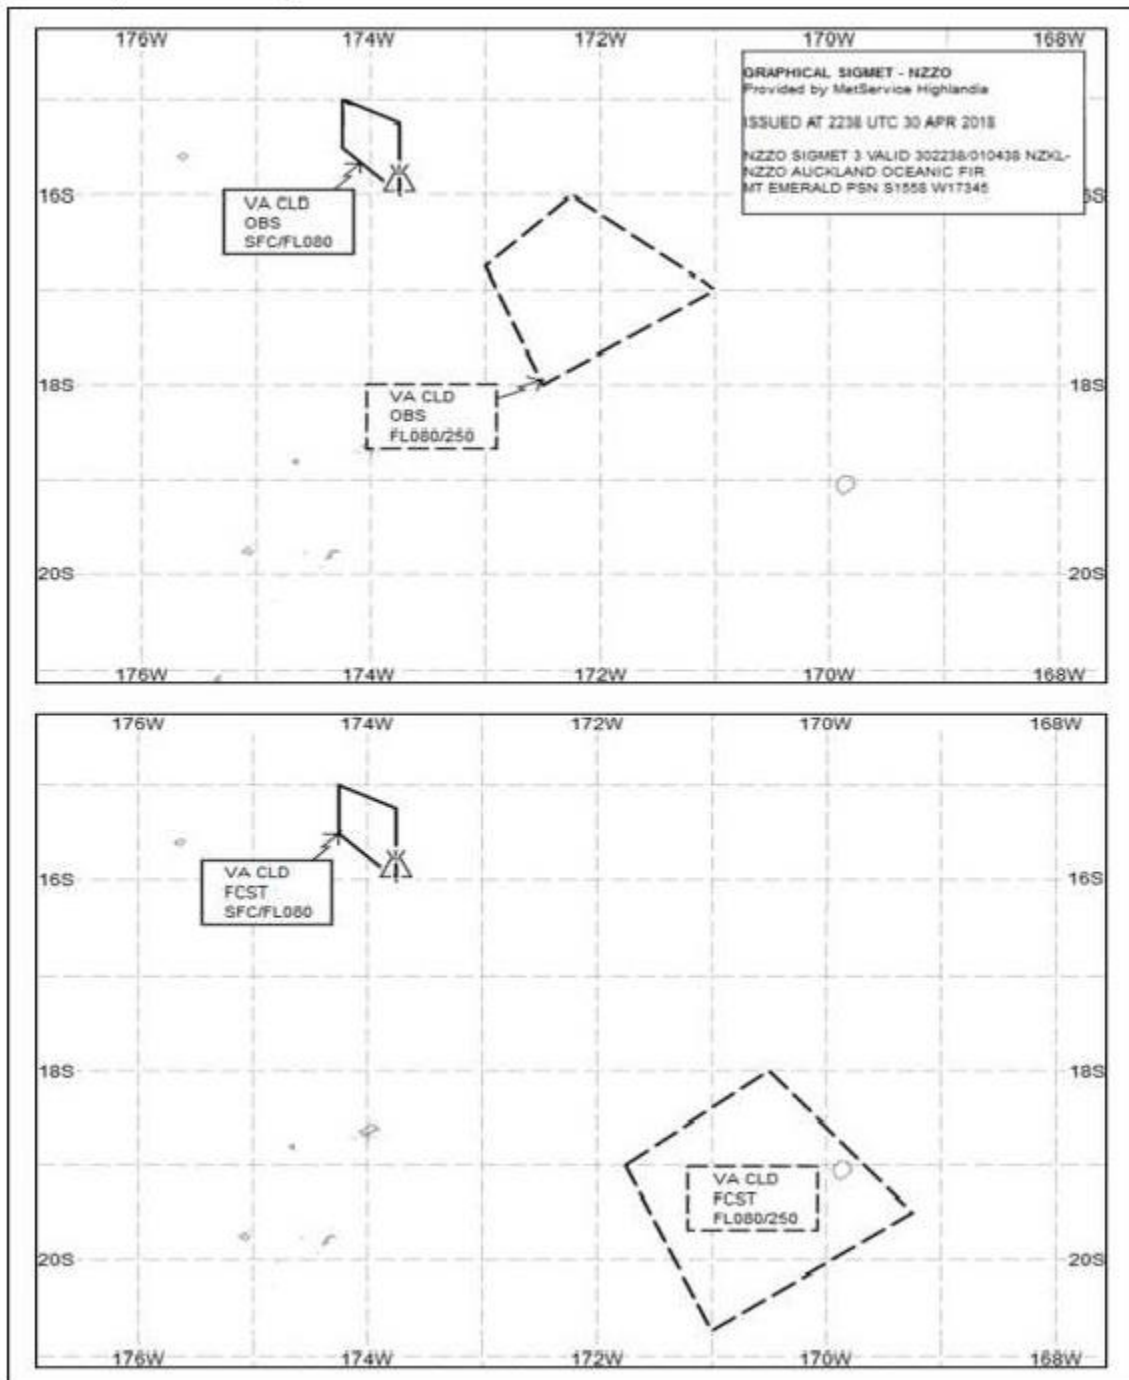 176W 174W 172W 170W 168W
GRAPHICAL SIGMET - NZZO
Provided by MetService Highlandia
ISSUED AT 2238 UTC 30 APR 2018
NZZO SIGMET 3 VALID 302238/010438 NZKL-
NZZO AUCKLAND OCEANIC FIR
MT EMERALD PSN S1558 W17345
16S 16S
VA CLD
OBS
SFC/FL080
18S 18S
VA CLD
OBS
FL080/250
20S 20S
176W 174W 172W 170W 168W
176W 174W 172W 170W 168W
VA CLD
FCST
SFC/FL080
16S 16S
18S 18S
VA CLD
FCST
FL080/250
20S 20S
176W 174W 172W 170W 168W